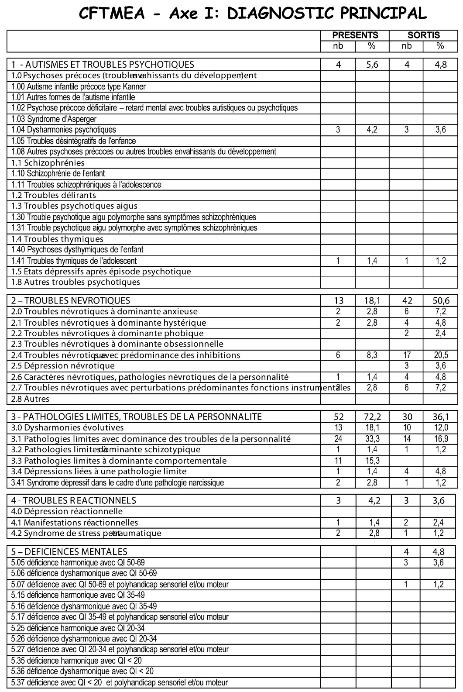 CFTMEA - Axe I: DIAGNOSTIC PRINCIPAL
PRESENTS SORTIS
nb % nb %
1 - AUTISMES ET TROUBLES PSYCHOTIQUES 4 5,6 4 4,8
1.0 Psychoses précoces (troubles envahissants du développement)
1.00 Autisme infantile précoce type Kanner
1.01 Autres formes de l'autisme infantile
1.02 Psychose précoce déficitaire – retard mental avec troubles autistiques ou psychotiques
1.03 Syndrome d'Asperger
1.04 Dysharmonies psychotiques 3 4,2 3 3,6
1.05 Troubles désintégratifs de l'enfance
1.08 Autres psychoses précoces ou autres troubles envahissants du développement
1.1 Schizophrénies
1.10 Schizophrénie de l'enfant
1.11 Troubles schizophréniques à l'adolescence
1.2 Troubles délirants
1.3 Troubles psychotiques aigus
1.30 Trouble psychotique aigu polymorphe sans symptômes schizophréniques
1.31 Trouble psychotique aigu polymorphe avec symptômes schizophréniques
1.4 Troubles thymiques
1.40 Psychoses dysthymiques de l'enfant
1.41 Troubles thymiques de l'adolescent 1 1,4 1 1,2
1.5 Etats dépressifs après épisode psychotique
1.8 Autres troubles psychotiques
2 – TROUBLES NEVROTIQUES 13 18,1 42 50,6
2.0 Troubles névrotiques à dominante anxieuse 2 2,8 6 7,2
2.1 Troubles névrotiques à dominante hystérique 2 2,8 4 4,8
2.2 Troubles névrotiques à dominante phobique 2 2,4
2.3 Troubles névrotiques à dominante obsessionnelle
2.4 Troubles névrotiques avec prédominance des inhibitions 6 8,3 17 20,5
2.5 Dépression névrotique 3 3,6
2.6 Caractères névrotiques, pathologies névrotiques de la personnalité 1 1,4 4 4,8
2.7 Troubles névrotiques avec perturbations prédominantes fonctions instrumentales 2 2,8 6 7,2
2.8 Autres
3 - PATHOLOGIES LIMITES, TROUBLES DE LA PERSONNALITE 52 72,2 30 36,1
3.0 Dysharmonies évolutives 13 18,1 10 12,0
3.1 Pathologies limites avec dominance des troubles de la personnalité 24 33,3 14 16,9
3.2 Pathologies limites à dominante schizotypique 1 1,4 1 1,2
3.3 Pathologies limites à dominante comportementale 11 15,3
3.4 Dépressions liées à une pathologie limite 1 1,4 4 4,8
3.41 Syndrome dépressif dans le cadre d'une pathologie narcissique 2 2,8 1 1,2
4 - TROUBLES REACTIONNELS 3 4,2 3 3,6
4.0 Dépression réactionnelle
4.1 Manifestations réactionnelles 1 1,4 2 2,4
4.2 Syndrome de stress post-traumatique 2 2,8 1 1,2
5 – DEFICIENCES MENTALES 4 4,8
5.05 déficience harmonique avec QI 50-69 3 3,6
5.06 déficience dysharmonique avec QI 50-69
5.07 déficience avec QI 50-69 et polyhandicap sensoriel et/ou moteur 1 1,2
5.15 déficience harmonique avec QI 35-49
5.16 déficience dysharmonique avec QI 35-49
5.17 déficience avec QI 35-49 et polyhandicap sensoriel et/ou moteur
5.25 déficience harmonique avec QI 20-34
5.26 déficience dysharmonique avec QI 20-34
5.27 déficience avec QI 20-34 et polyhandicap sensoriel et/ou moteur
5.35 déficience harmonique avec QI < 20
5.36 déficience dysharmonique avec QI < 20
5.37 déficience avec QI < 20 et polyhandicap sensoriel et/ou moteur